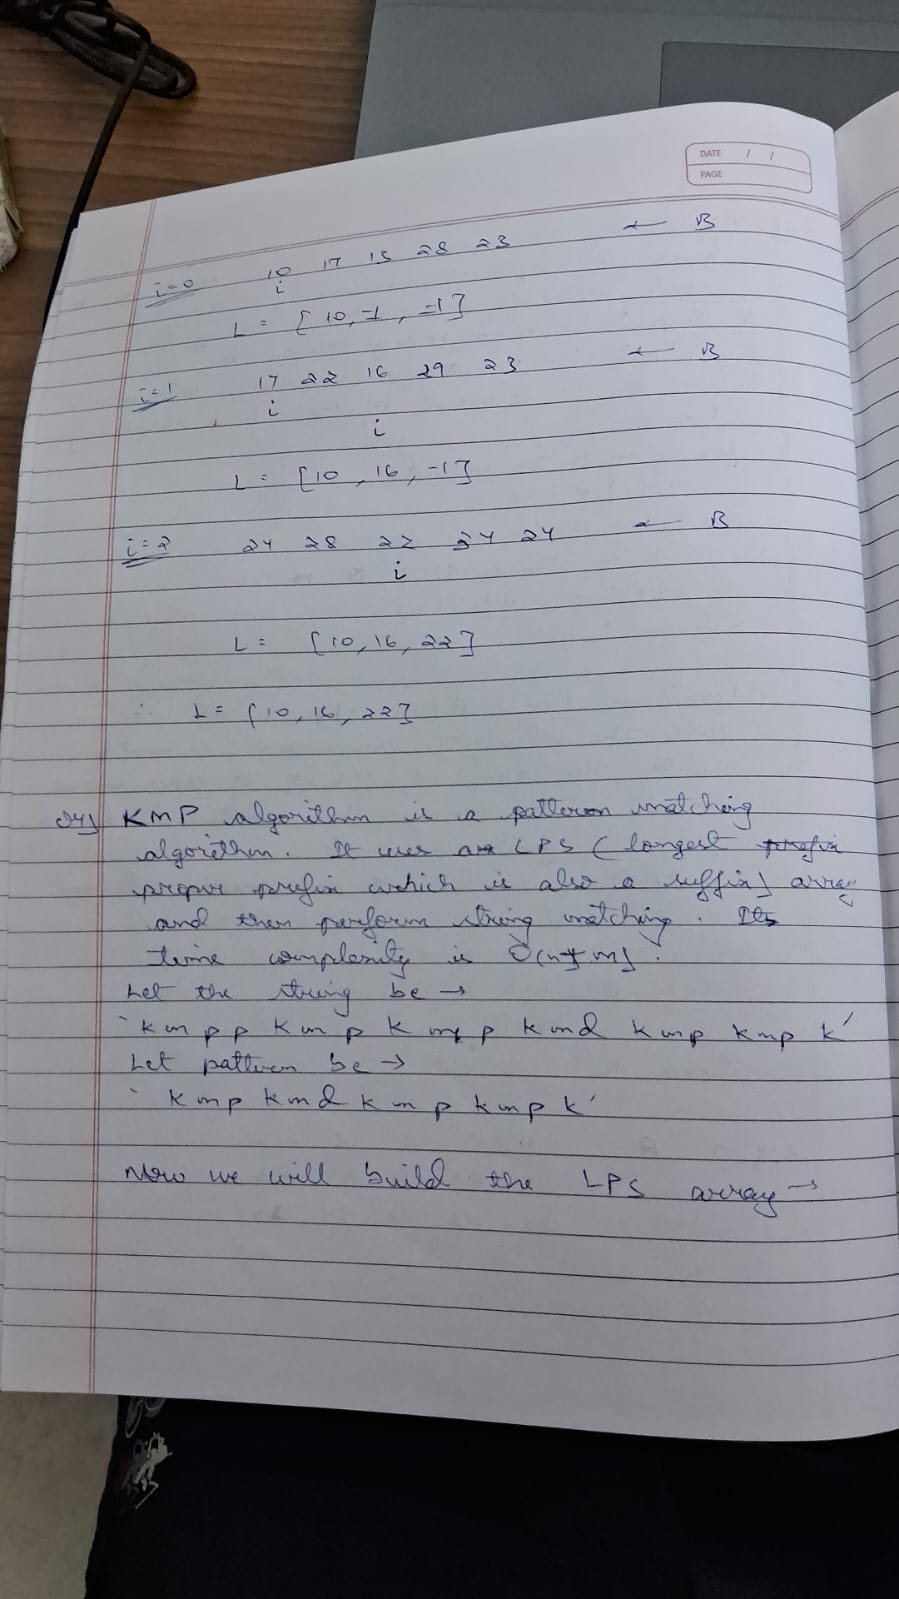 DATE / /
PAGE
i=0 10 17 15 28 23 ← B
i
L = [10, -1, -1]
i=1 17 22 16 29 23 ← B
i
i
L = [10, 16, -1]
i=2 24 28 22 34 24 ← B
i
L = [10, 16, 22]
∴ L = [10, 16, 22]
KMP algorithm is a pattern matching
algorithm. It uses LPS (longest prefix
proper prefix which is also a suffix) array
and then perform string matching. Its
time complexity is O(n+m).
Let the string be →
'kmpp kmp k p kmd kmp kmp k'
Let pattern be →
'kmp kmd kmp kmp k'
Now we will build the LPS array →